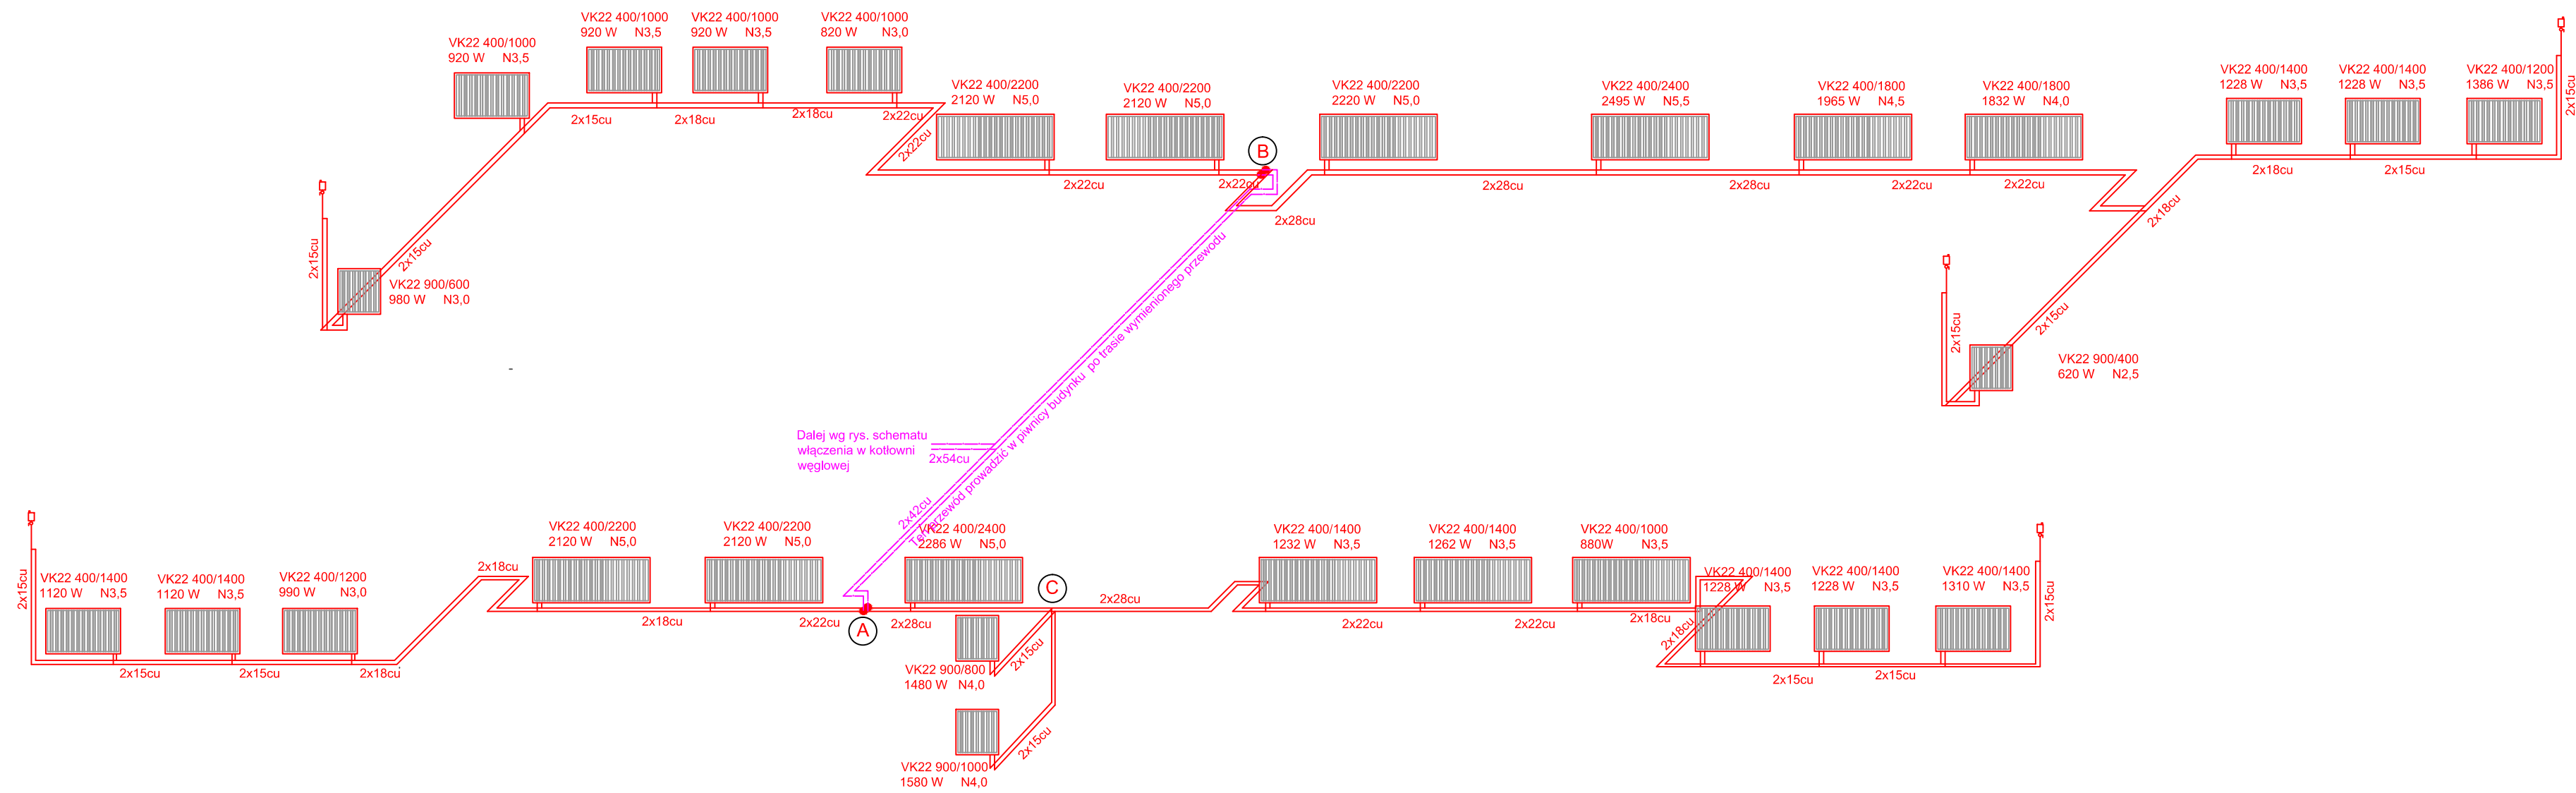 VK22 400/1000
920 W N3,5
VK22 400/1000
920 W N3,5
VK22 400/1000
920 W N3,5
VK22 400/1000
820 W N3,0
VK22 400/2200
2120 W N5,0
VK22 400/2200
2120 W N5,0
VK22 400/2200
2220 W N5,0
VK22 400/2400
2495 W N5,5
VK22 400/1800
1965 W N4,5
VK22 400/1800
1832 W N4,0
VK22 400/1400
1228 W N3,5
VK22 400/1400
1228 W N3,5
VK22 400/1200
1386 W N3,5
2x15cu
2x15cu
2x18cu
2x18cu
2x22cu
2x22cu
B
2x22cu
2x22cu
2x28cu
2x28cu
2x28cu
2x22cu
2x22cu
2x18cu
2x15cu
2x18cu
2x15cu
2x15cu
VK22 900/600
980 W N3,0
2x15cu
2x15cu
VK22 900/400
620 W N2,5
Ten przewód prowadzić w piwnicy budynku po trasie wymienionego przewodu
Dalej wg rys. schematu
włączenia w kotłowni
węglowej
2x54cu
2x42cu
VK22 400/2200
2120 W N5,0
VK22 400/2200
2120 W N5,0
VK22 400/2400
2286 W N5,0
VK22 400/1400
1232 W N3,5
VK22 400/1400
1262 W N3,5
VK22 400/1000
880W N3,5
2x15cu
VK22 400/1400
1120 W N3,5
VK22 400/1400
1120 W N3,5
VK22 400/1200
990 W N3,0
2x18cu
C
VK22 400/1400
1228 W N3,5
VK22 400/1400
1228 W N3,5
VK22 400/1400
1310 W N3,5
2x15cu
2x28cu
2x18cu
2x22cu
A
2x28cu
2x22cu
2x22cu
2x18cu
2x18cu
2x15cu
2x15cu
2x18cu
2x15cu
VK22 900/800
1480 W N4,0
2x15cu
2x15cu
2x15cu
VK22 900/1000
1580 W N4,0